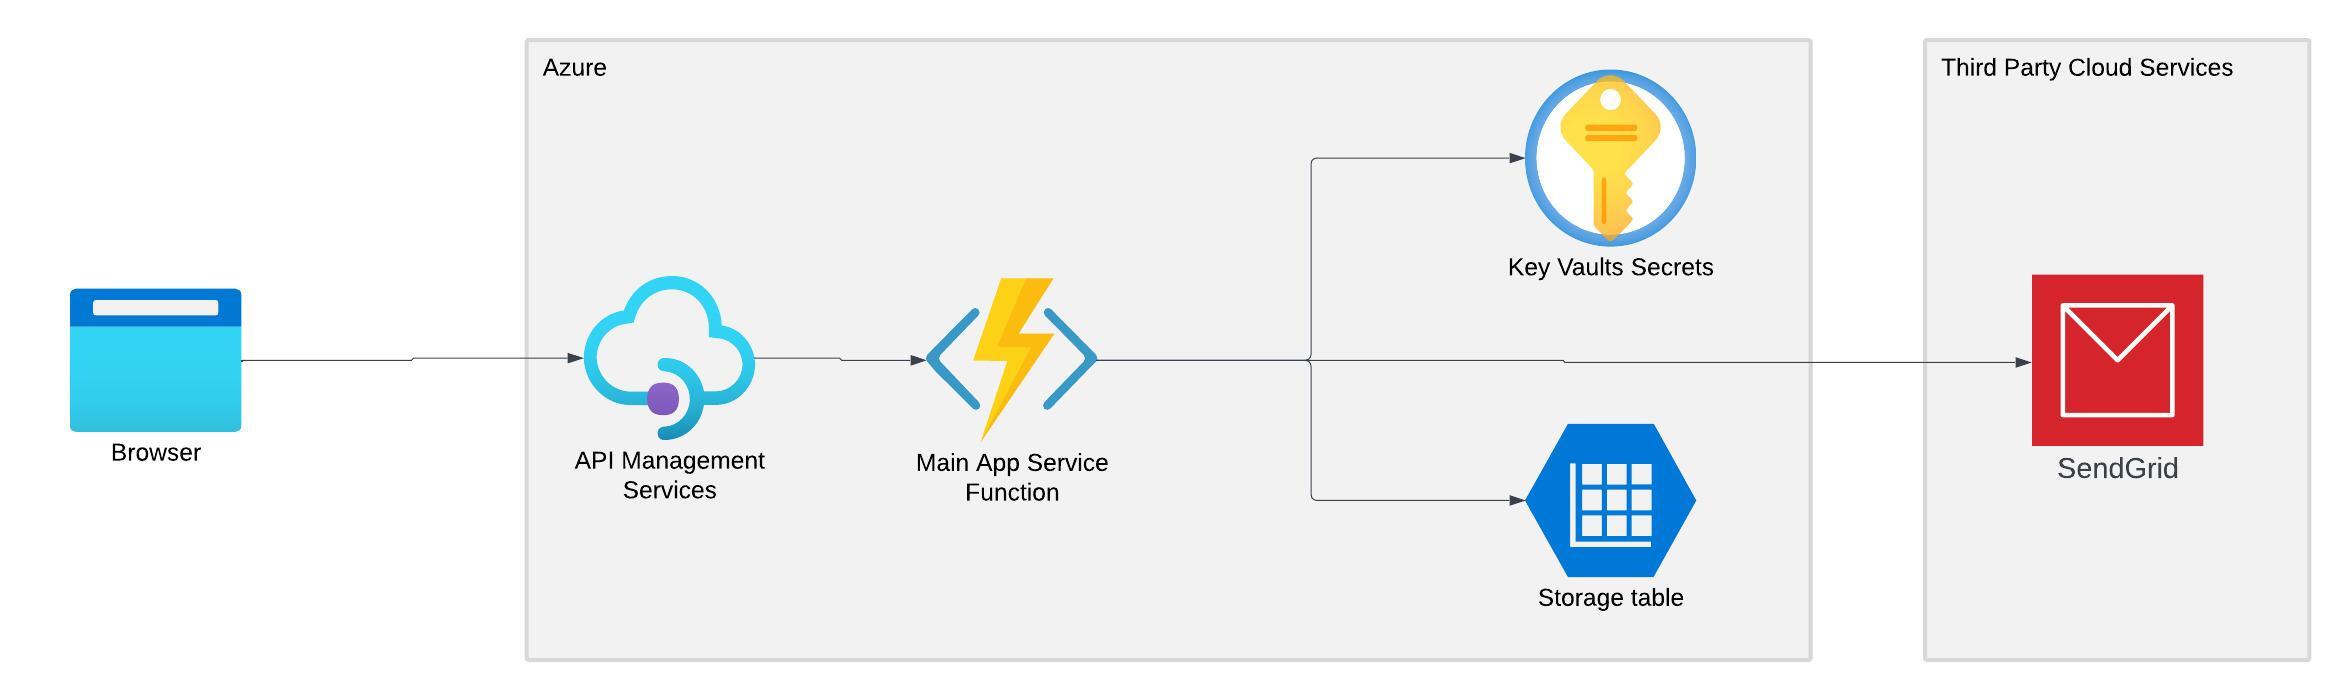 Azure
Third Party Cloud Services
Key Vaults Secrets
Browser
API Management
Services
Main App Service
Function
SendGrid
Storage table